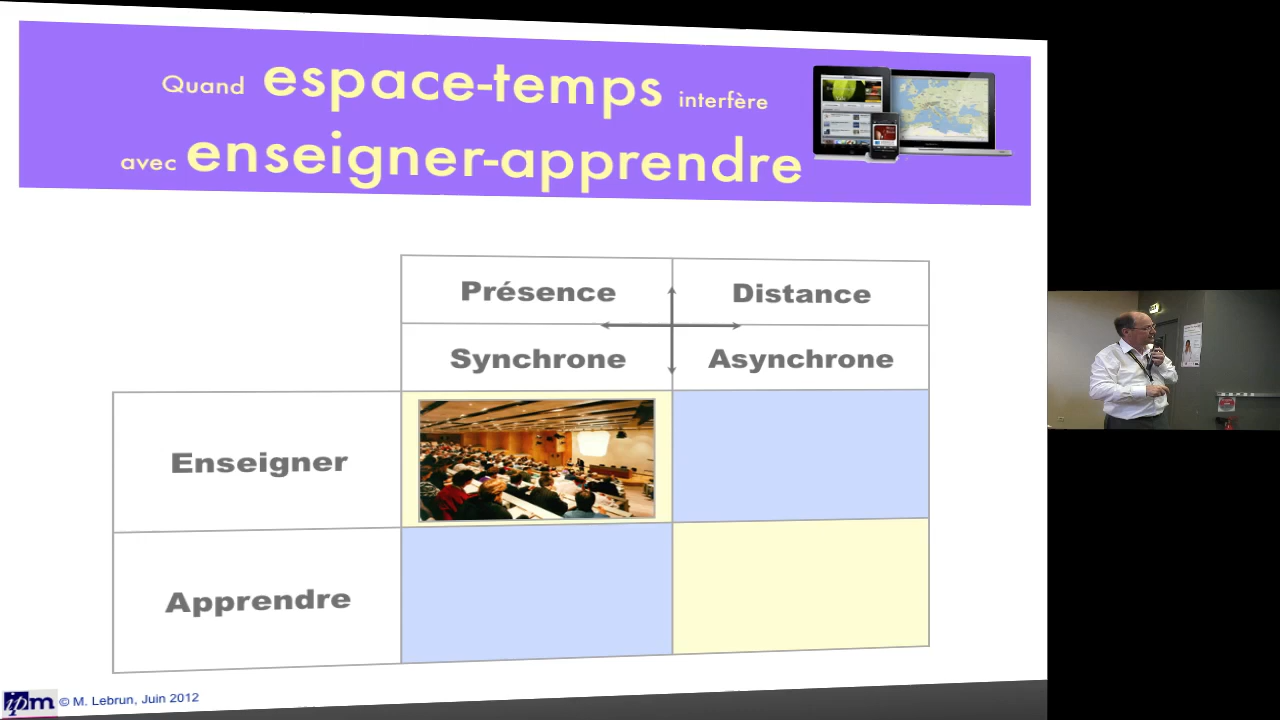 Quand espace-temps interfère
avec enseigner-apprendre
Présence Distance
Synchrone Asynchrone
Enseigner
Apprendre
ipm © M. Lebrun, Juin 2012